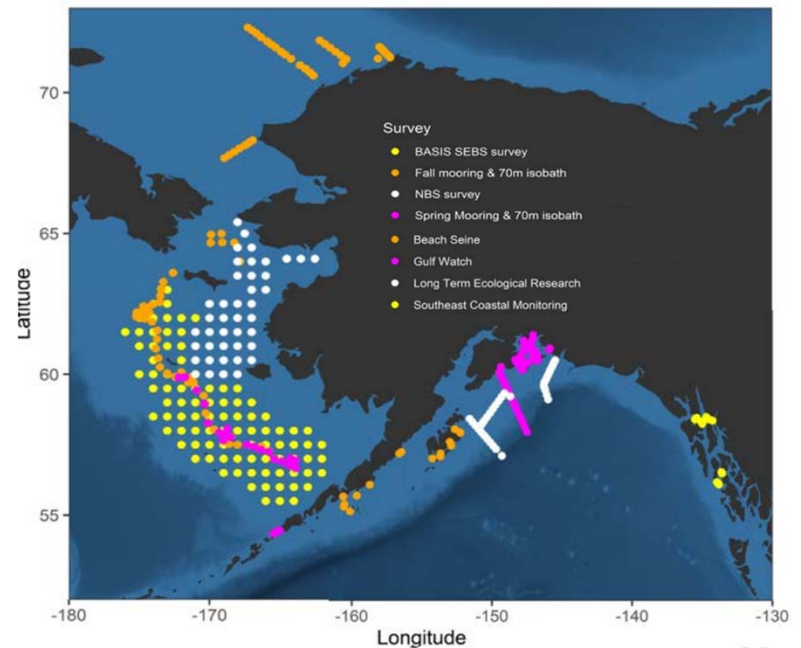 Survey
BASIS SEBS survey
Fall mooring & 70m isobath
NBS survey
Spring Mooring & 70m isobath
Beach Seine
Gulf Watch
Long Term Ecological Research
Southeast Coastal Monitoring
70
65
60
55
Latitude
-180
-170
-160
-150
-140
-130
Longitude